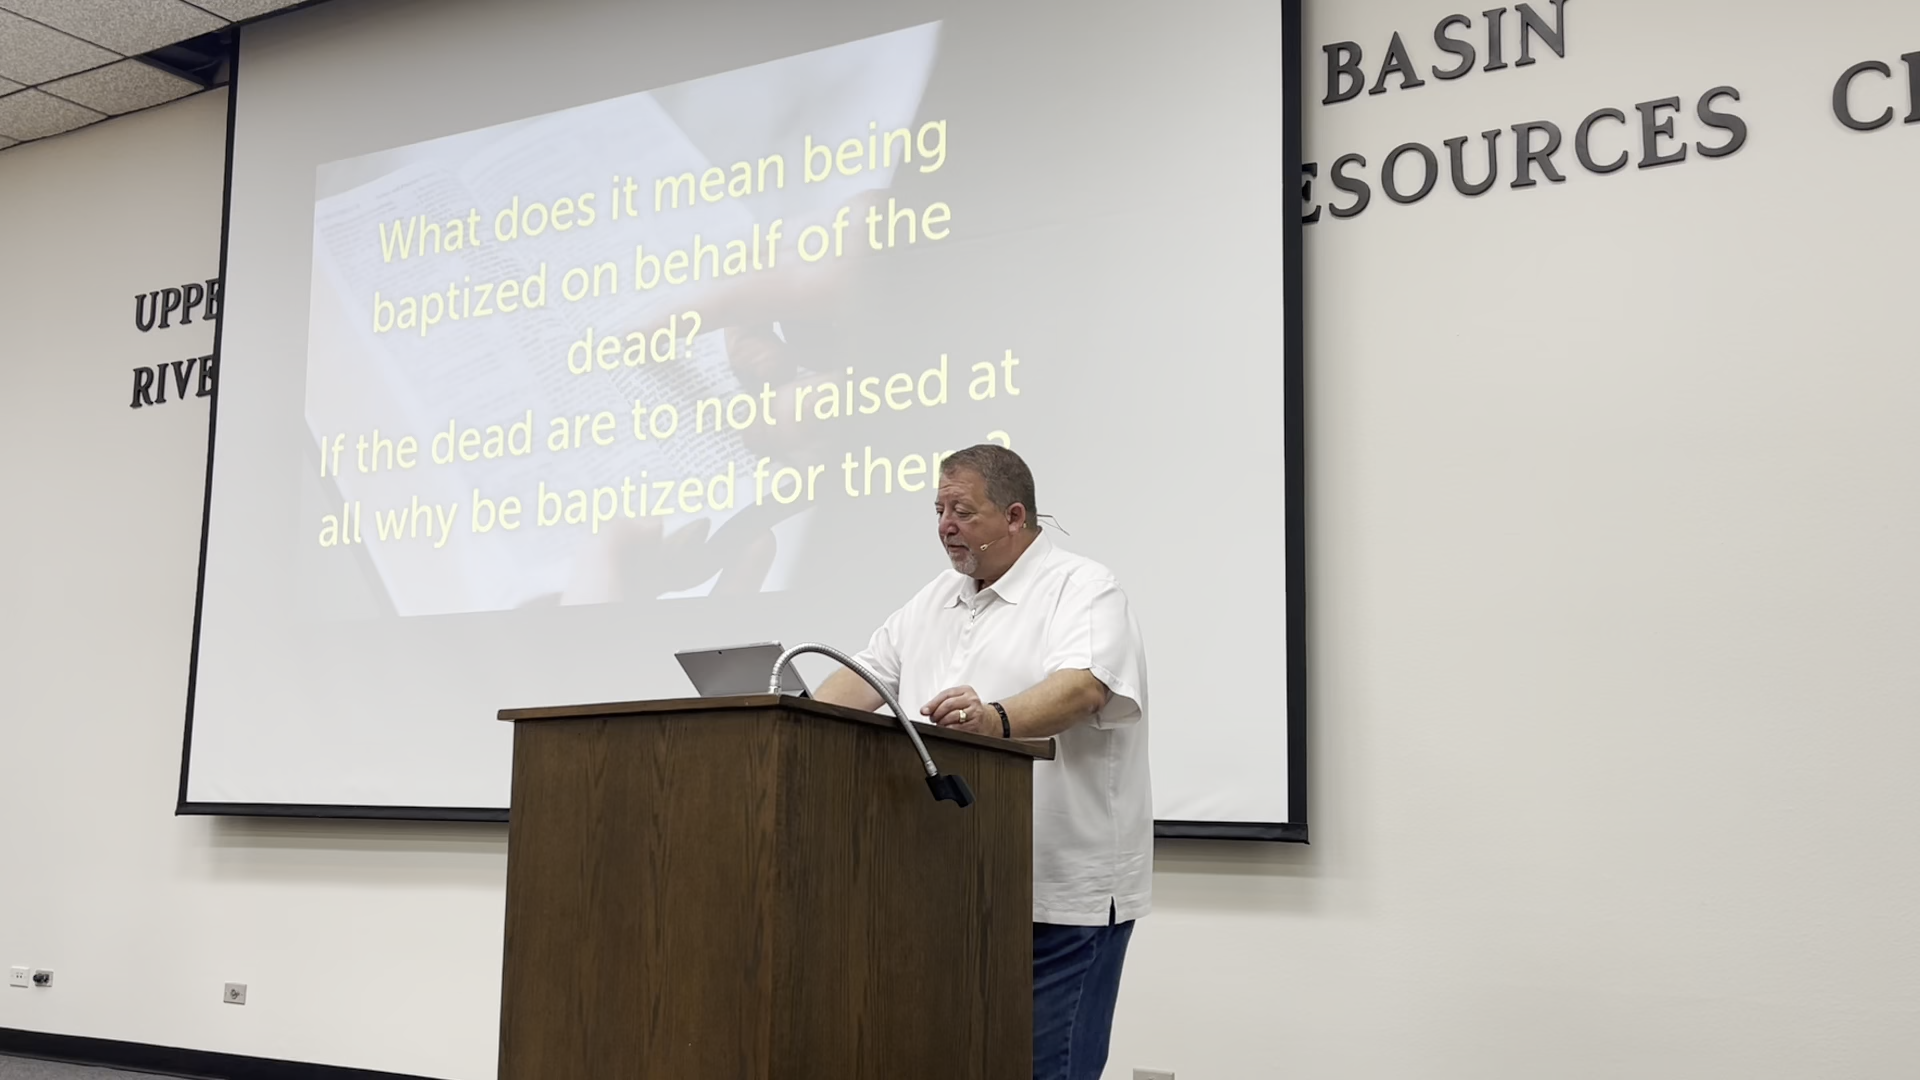 What does it mean being
baptized on behalf of the
dead?
If the dead are to not raised at
all why be baptized for
UPPE
RIVE
BASIN
ESOURCES